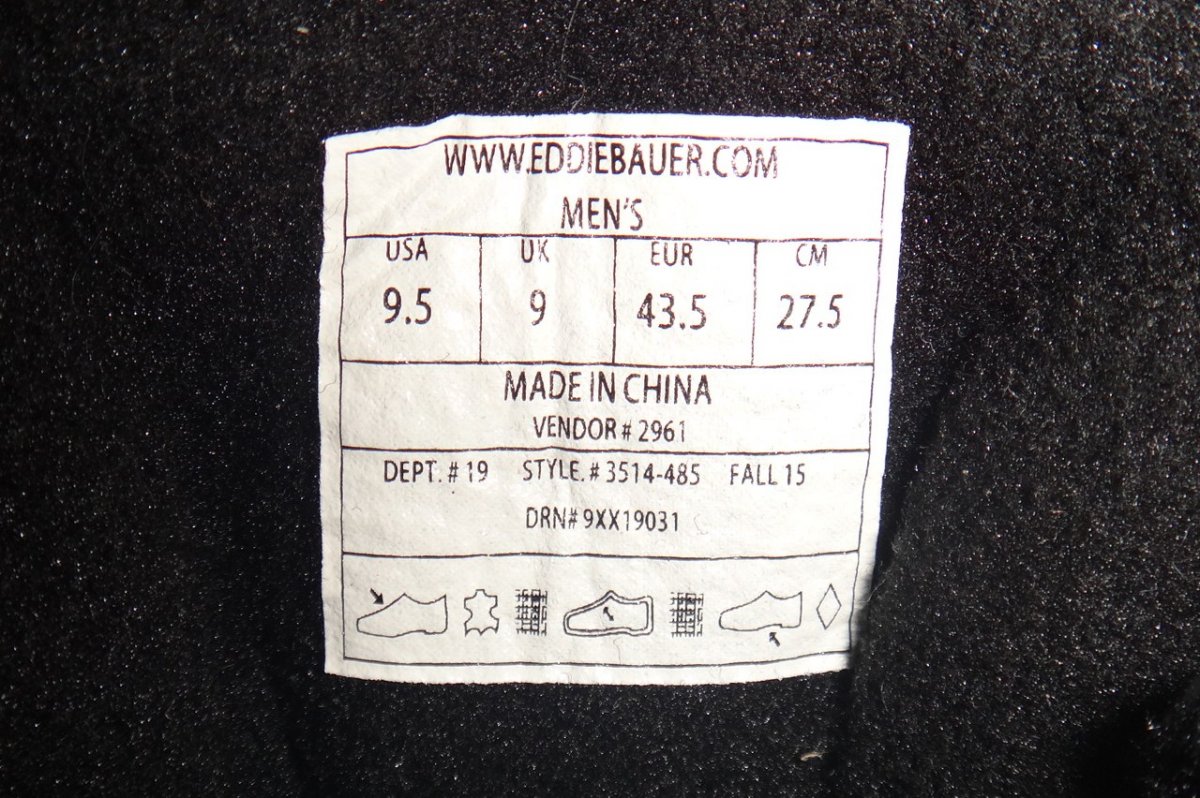 WWW.EDDIEBAUER.COM
MEN'S
USA UK EUR CM
9.5 9 43.5 27.5
MADE IN CHINA
VENDOR # 2961
DEPT. # 19 STYLE. # 3514-485 FALL 15
DRN# 9XX19031